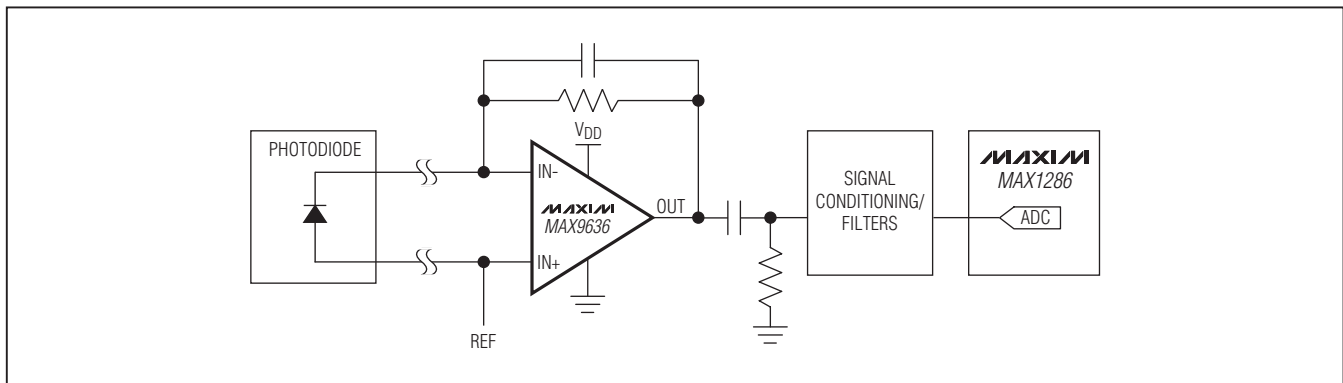 PHOTODIODE
IN-
VDD
MAXIM
MAX9636
IN+
OUT
REF
SIGNAL
CONDITIONING/
FILTERS
MAXIM
MAX1286
ADC